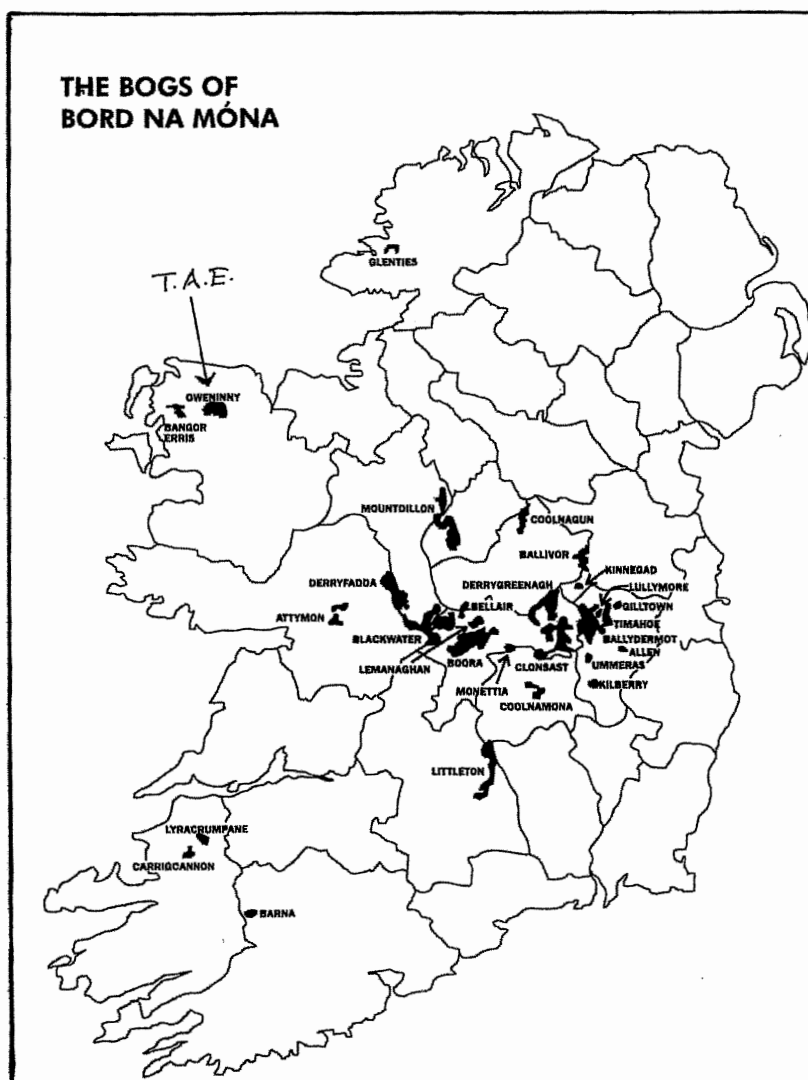 THE BOGS OF
BORD NA MÓNA
GLENTIES
T.A.E.
OWENINNY
BANGOR
ERRIS
MOUNTDILLON
COOLNAGUN
BALLIVOR
KINNEGAD
DERRYFADDA
DERRYGREENAGH
LULLYMORE
BELLAIR
GILLTOWN
ATTYMON
TIMAHOE
BLACKWATER
BALLYDERMOT
ALLEN
LEMANAGHAN
BOORA
CLONSAST
UMMERAS
MONETTIA
KILBERRY
COOLNAMONA
LITTLETON
LYRACRUMPANE
CARRIGCANNON
BARNA